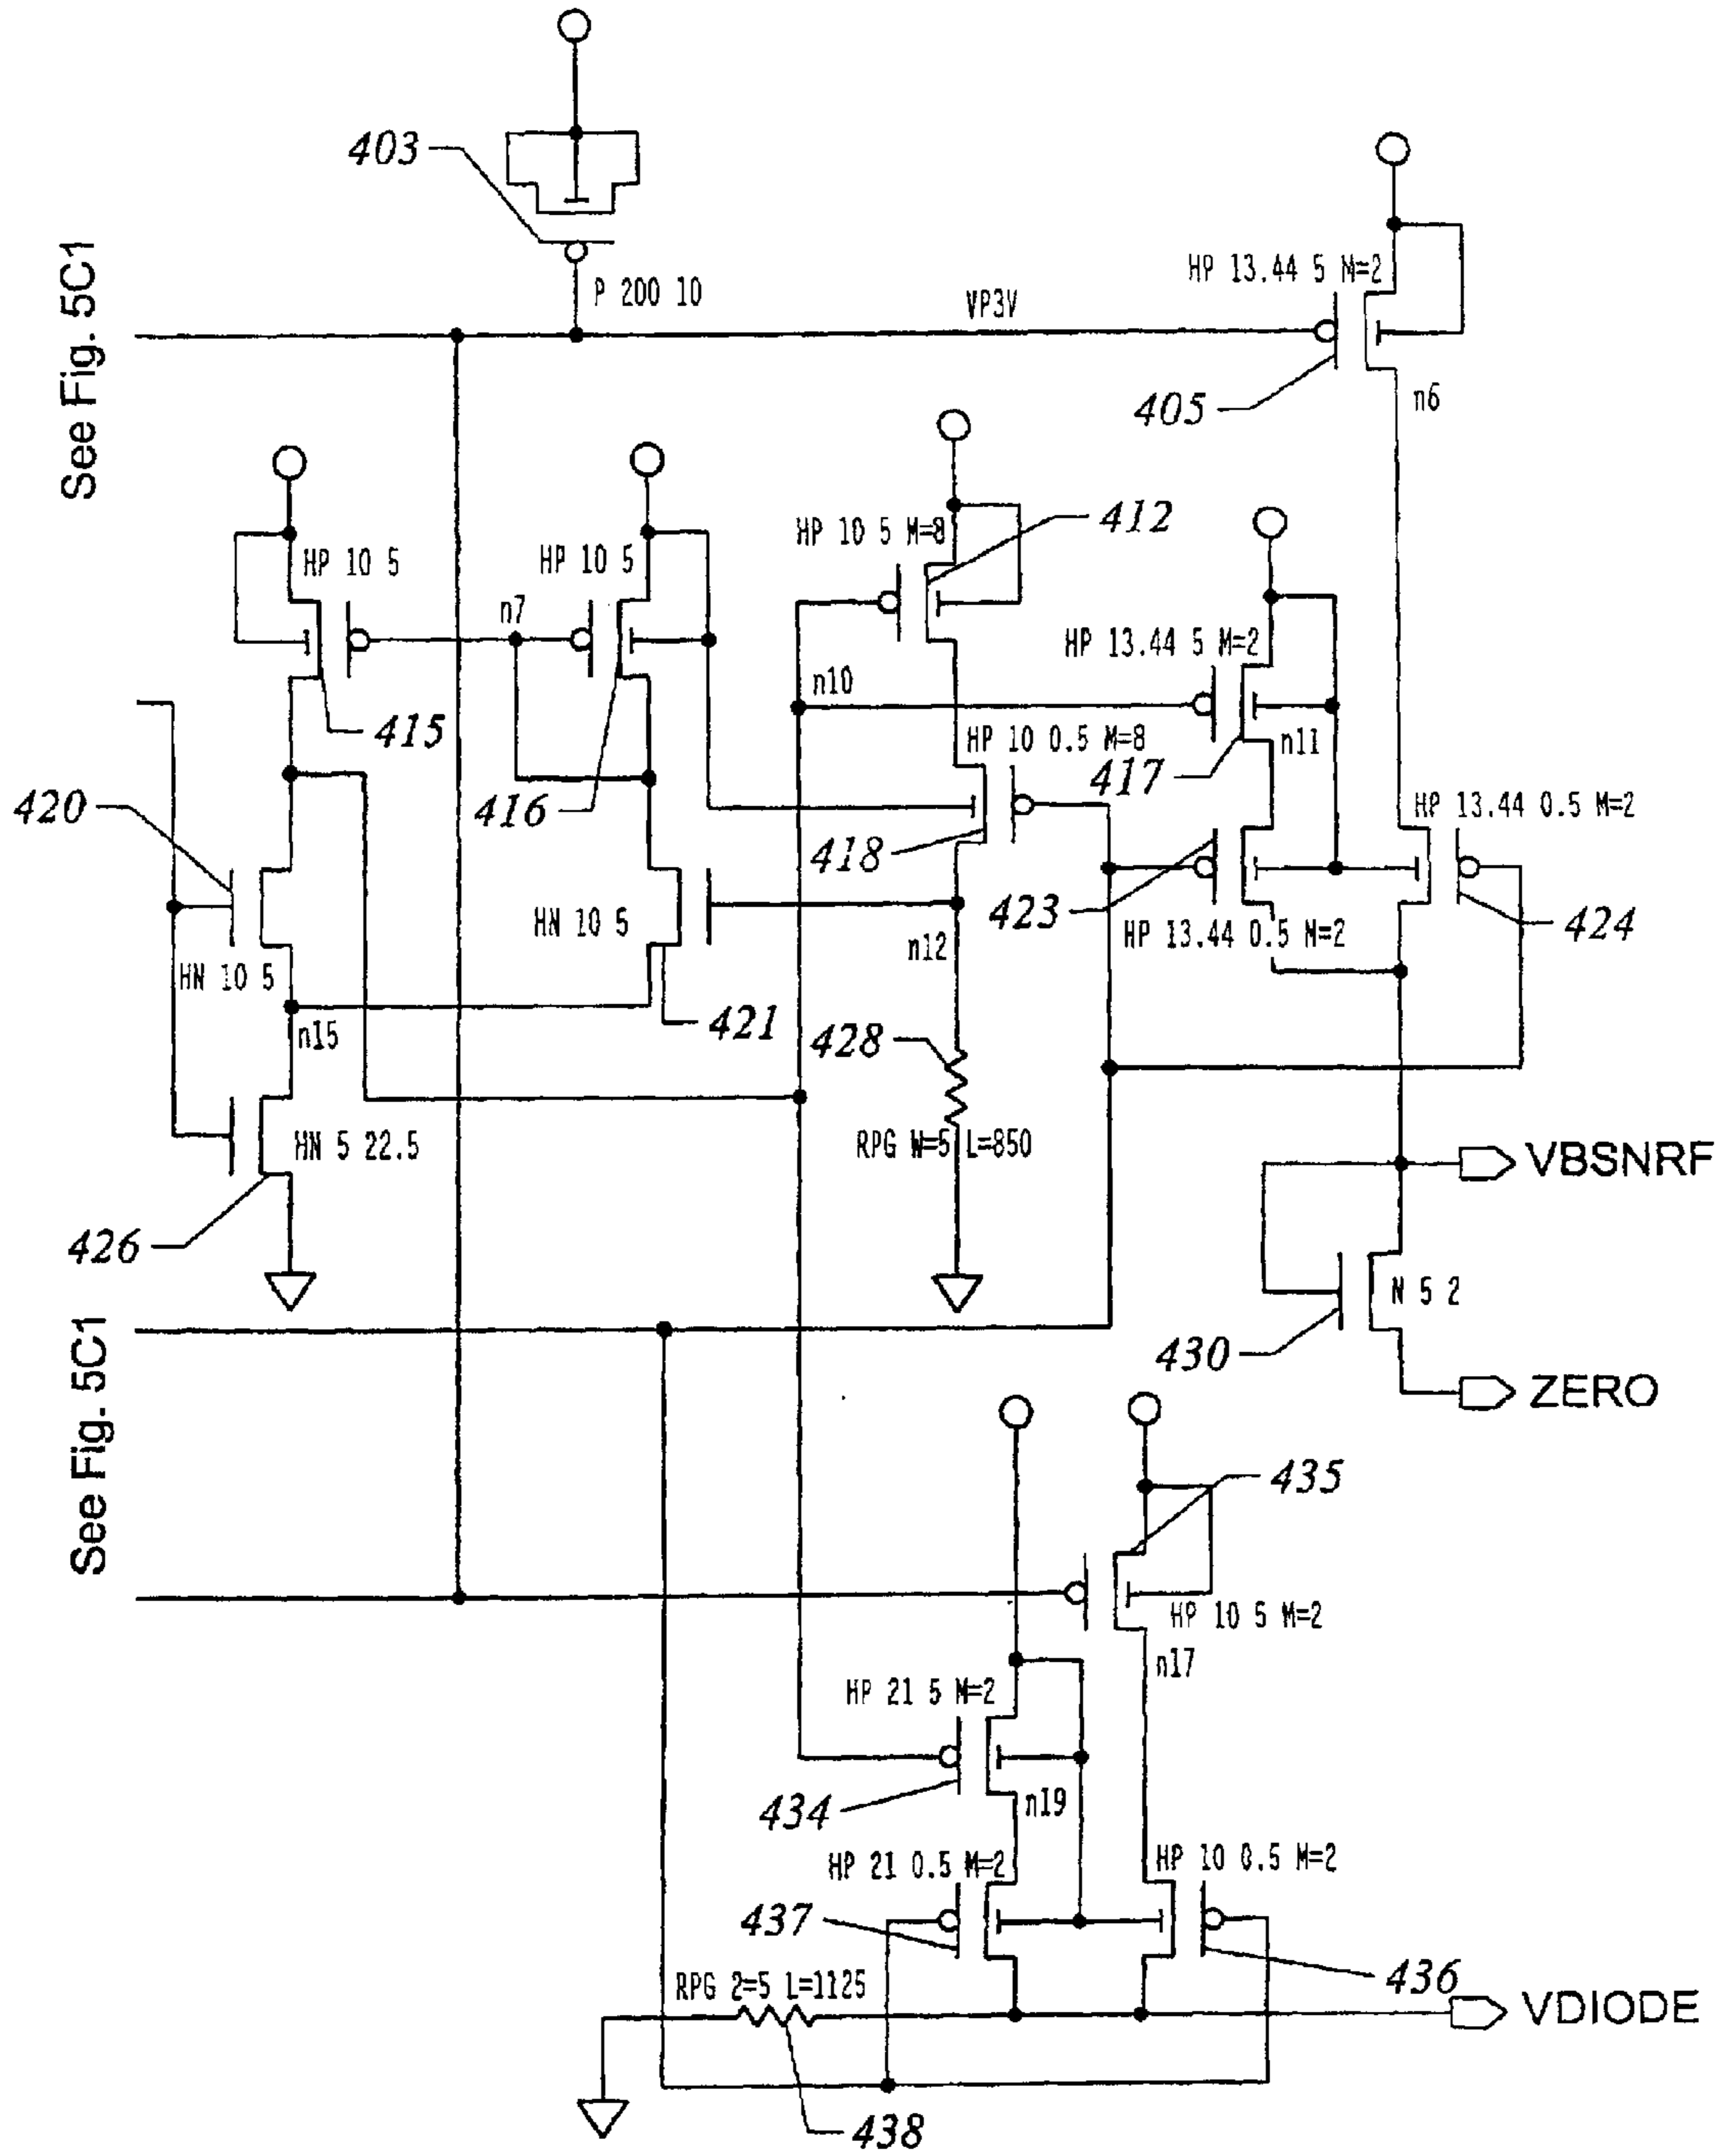 403
See Fig. 5C1
P 200 10
VP3V
HP 13.44 5 M=2
405
n6
HP 10 5
HP 10 5
n7
HP 10 5 M=8
412
HP 13.44 5 M=2
n10
n11
415
416
HP 10 0.5 M=8
417
HP 13.44 0.5 M=2
420
418
423
424
HN 10 5
HP 13.44 0.5 M=2
n12
HN 10 5
n15
421
428
HN 5 22.5
RPG W=5 L=850
VBSNRF
426
N 5 2
430
See Fig. 5C1
ZERO
435
HP 10 5 M=2
n17
HP 21 5 M=2
434
n19
HP 21 0.5 M=2
HP 10 0.5 M=2
437
RPG 2=5 L=1125
436
VDIODE
438